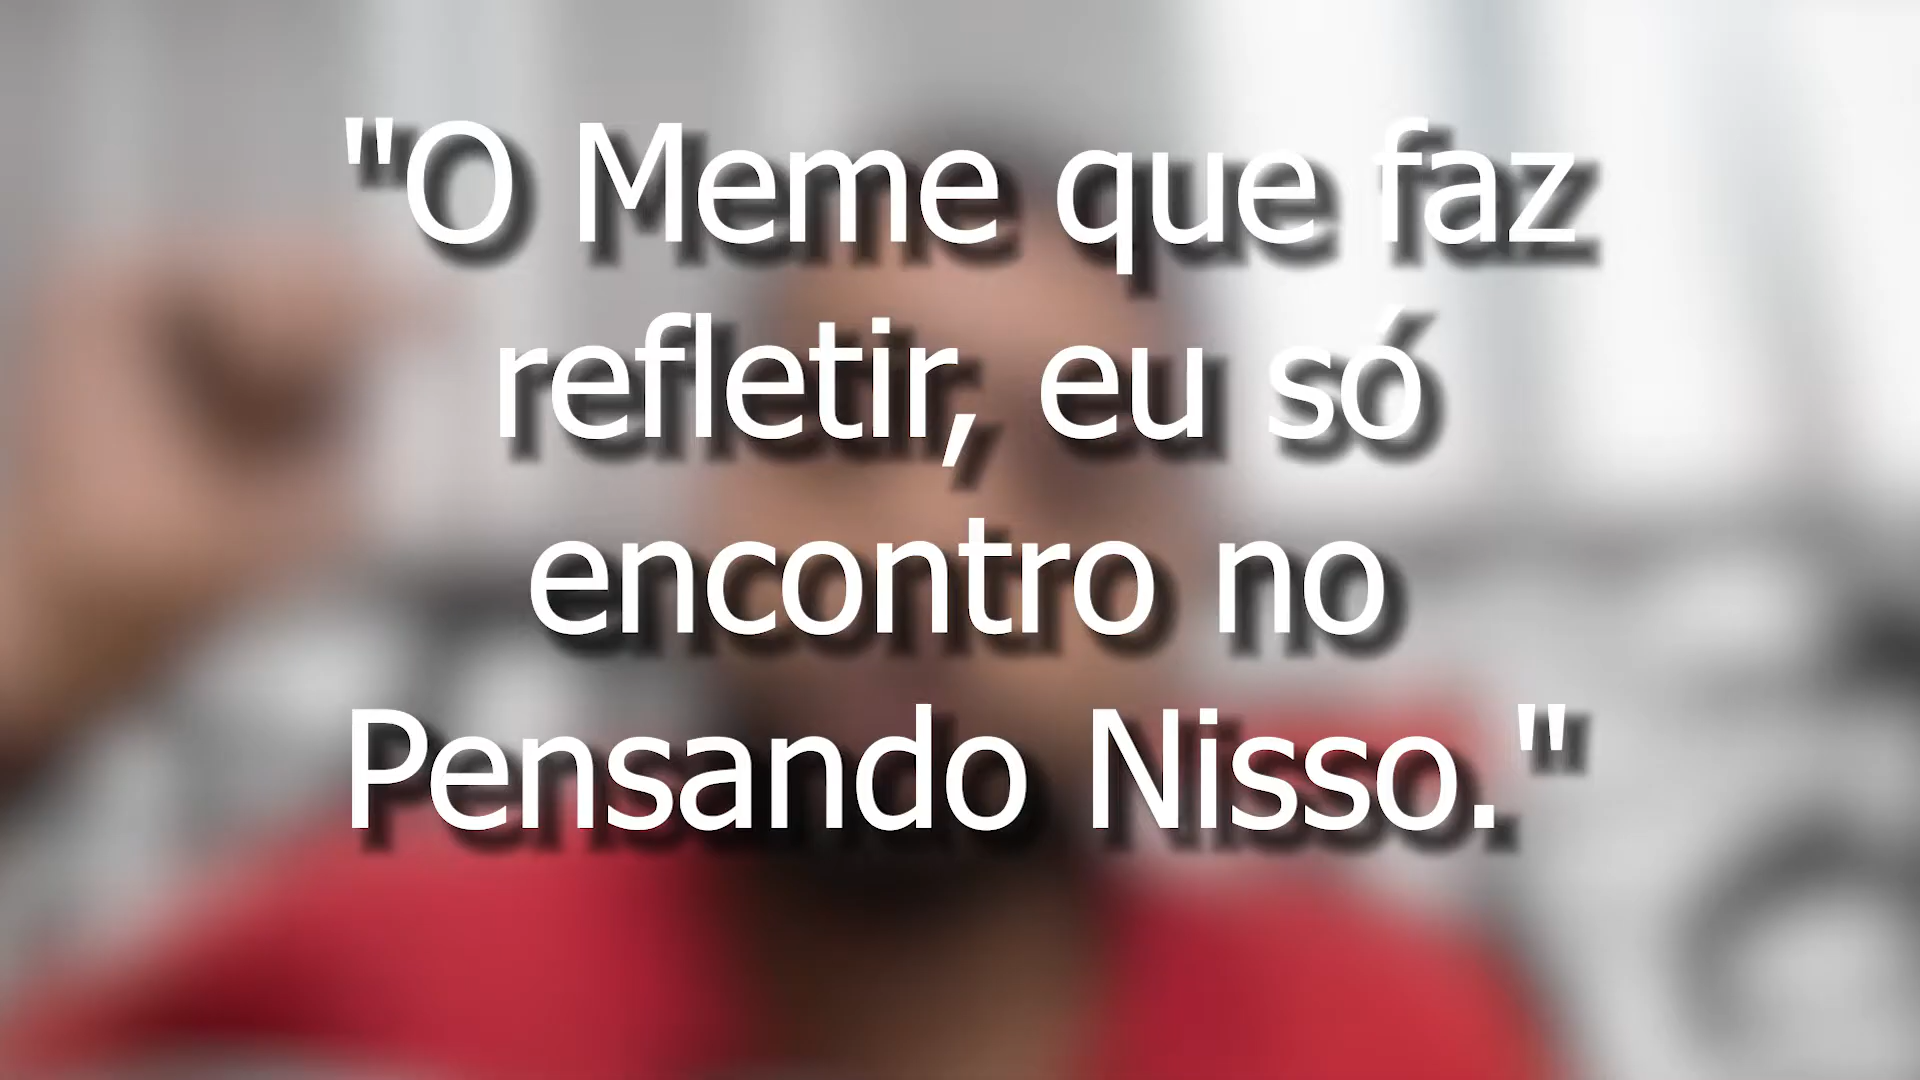 "O Meme que faz
refletir, eu só
encontro no
Pensando Nisso."